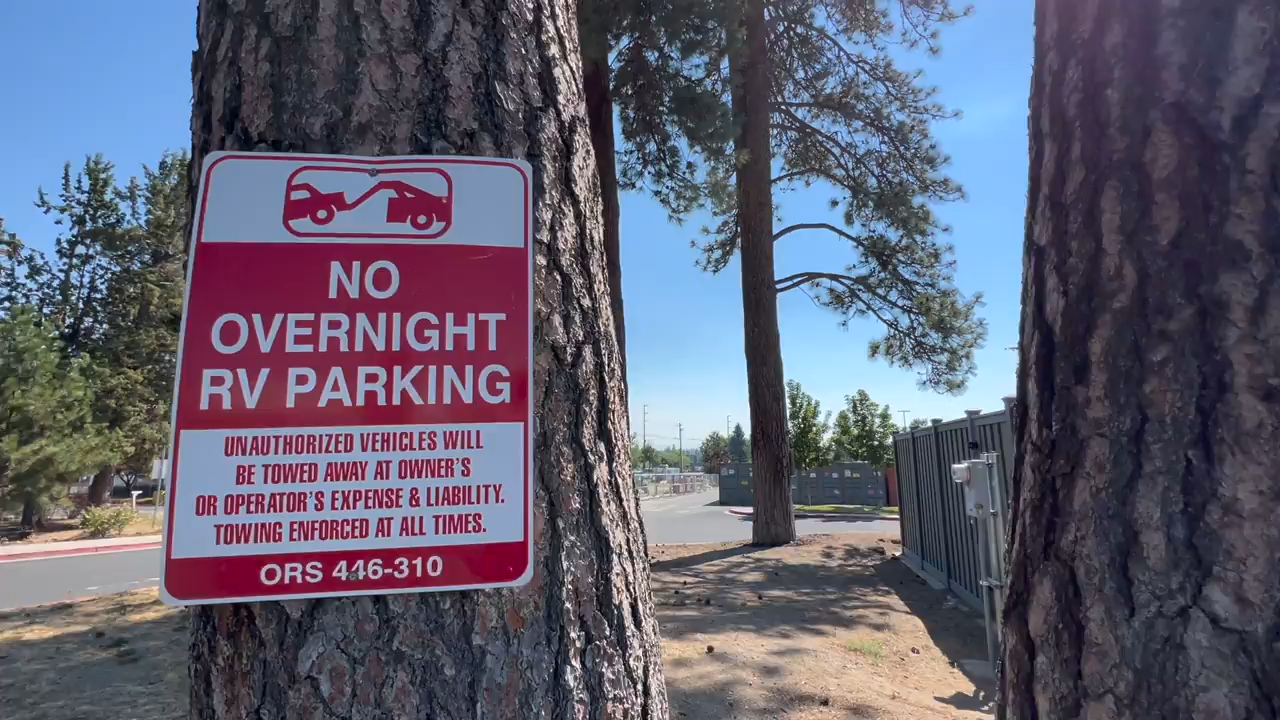 NO
OVERNIGHT
RV PARKING
UNAUTHORIZED VEHICLES WILL
BE TOWED AWAY AT OWNER'S
OR OPERATOR'S EXPENSE & LIABILITY.
TOWING ENFORCED AT ALL TIMES.
ORS 446-310